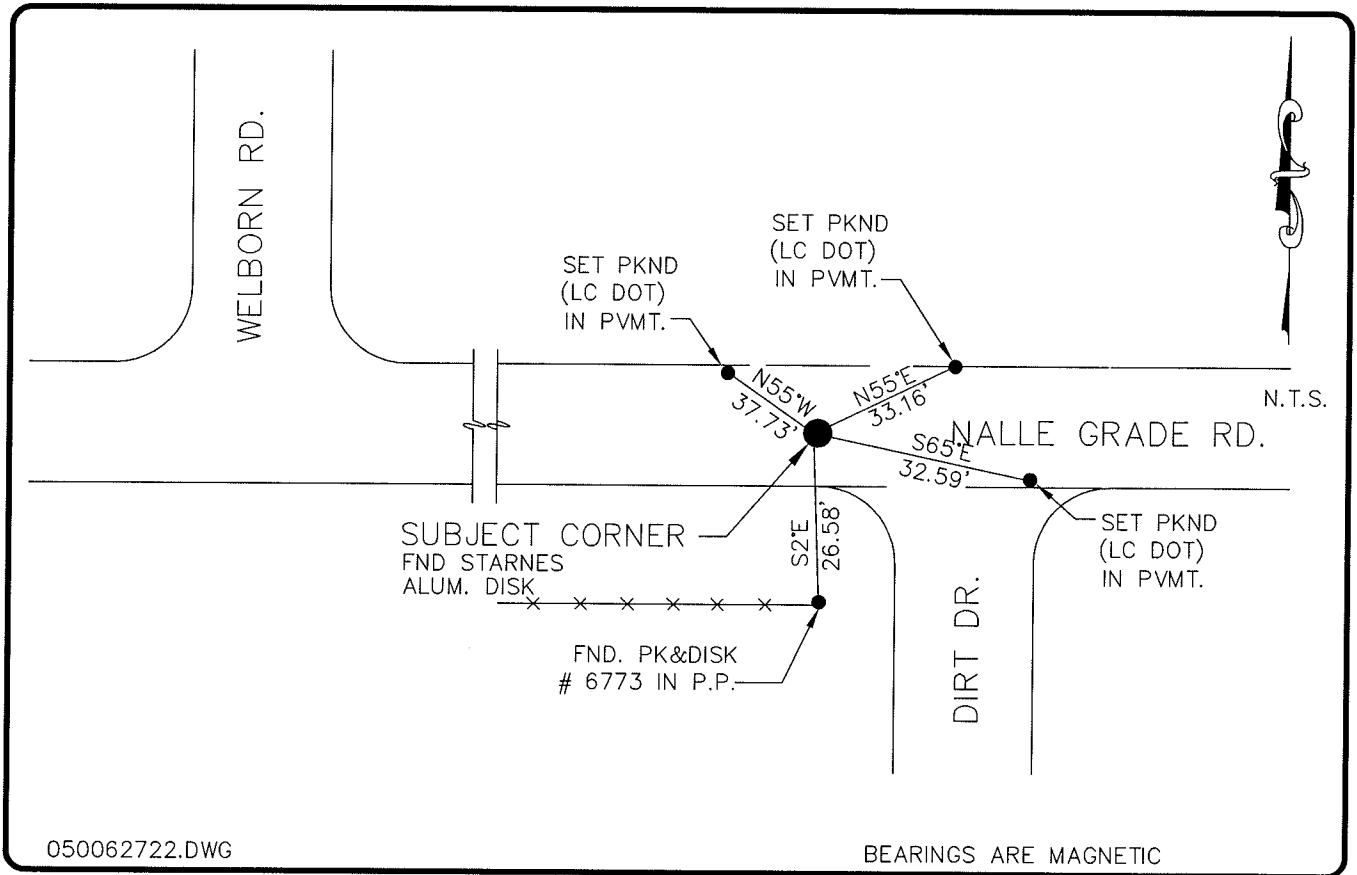 WELBORN RD.
SET PKND
(LC DOT)
IN PVMT.
SET PKND
(LC DOT)
IN PVMT.
N55°W
37.73'
N55°E
33.16'
N.T.S.
NALLE GRADE RD.
S65°E
32.59'
SUBJECT CORNER
FND STARNES
ALUM. DISK
S2°E
26.58'
SET PKND
(LC DOT)
IN PVMT.
FND. PK&DISK
# 6773 IN P.P.
DIRT DR.
050062722.DWG
BEARINGS ARE MAGNETIC